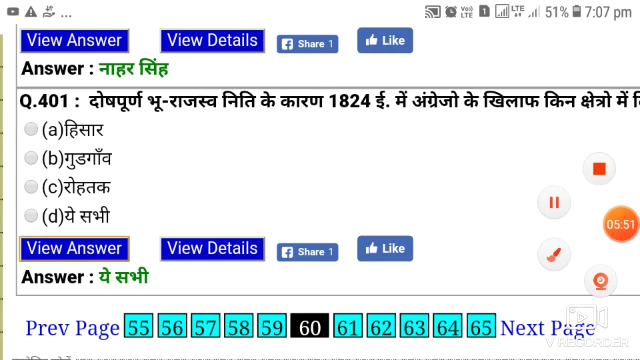 ... 51% 7:07 pm
View Answer View Details Share 1 Like
Answer : नाहर सिंह
Q.401 : दोषपूर्ण भू-राजस्व निति के कारण 1824 ई. में अंग्रेजो के खिलाफ किन क्षेत्रो में
(a)हिसार
(b)गुडगाँव
(c)रोहतक
(d)ये सभी
05:51
View Answer View Details Share 1 Like
Answer : ये सभी
Prev Page 55 56 57 58 59 60 61 62 63 64 65 Next Page
V RECORDER